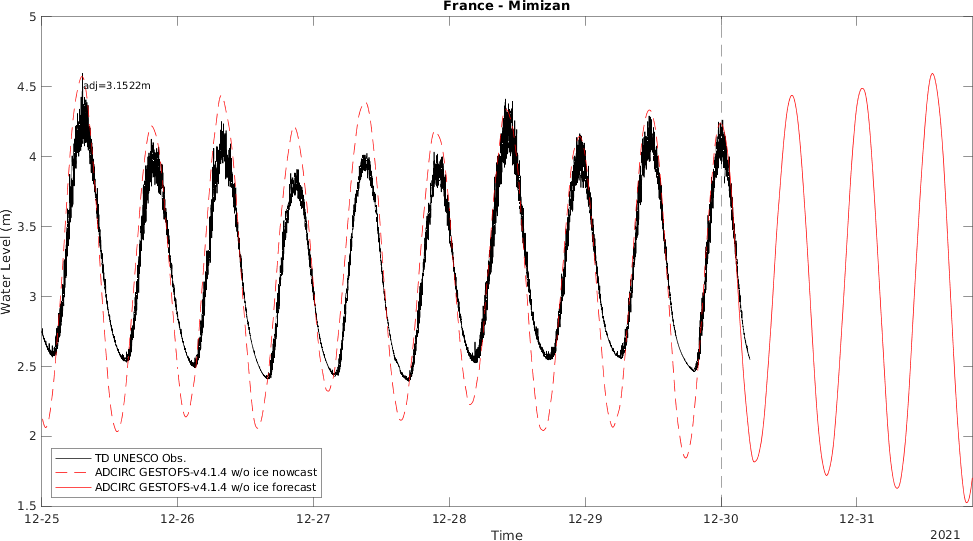 France - Mimizan
5
4.5
4
3.5
3
2.5
2
1.5
Water Level (m)
adj=3.1522m
TD UNESCO Obs.
ADCIRC GESTOFS-v4.1.4 w/o ice nowcast
ADCIRC GESTOFS-v4.1.4 w/o ice forecast
12-25 12-26 12-27 12-28 12-29 12-30 12-31
Time
2021